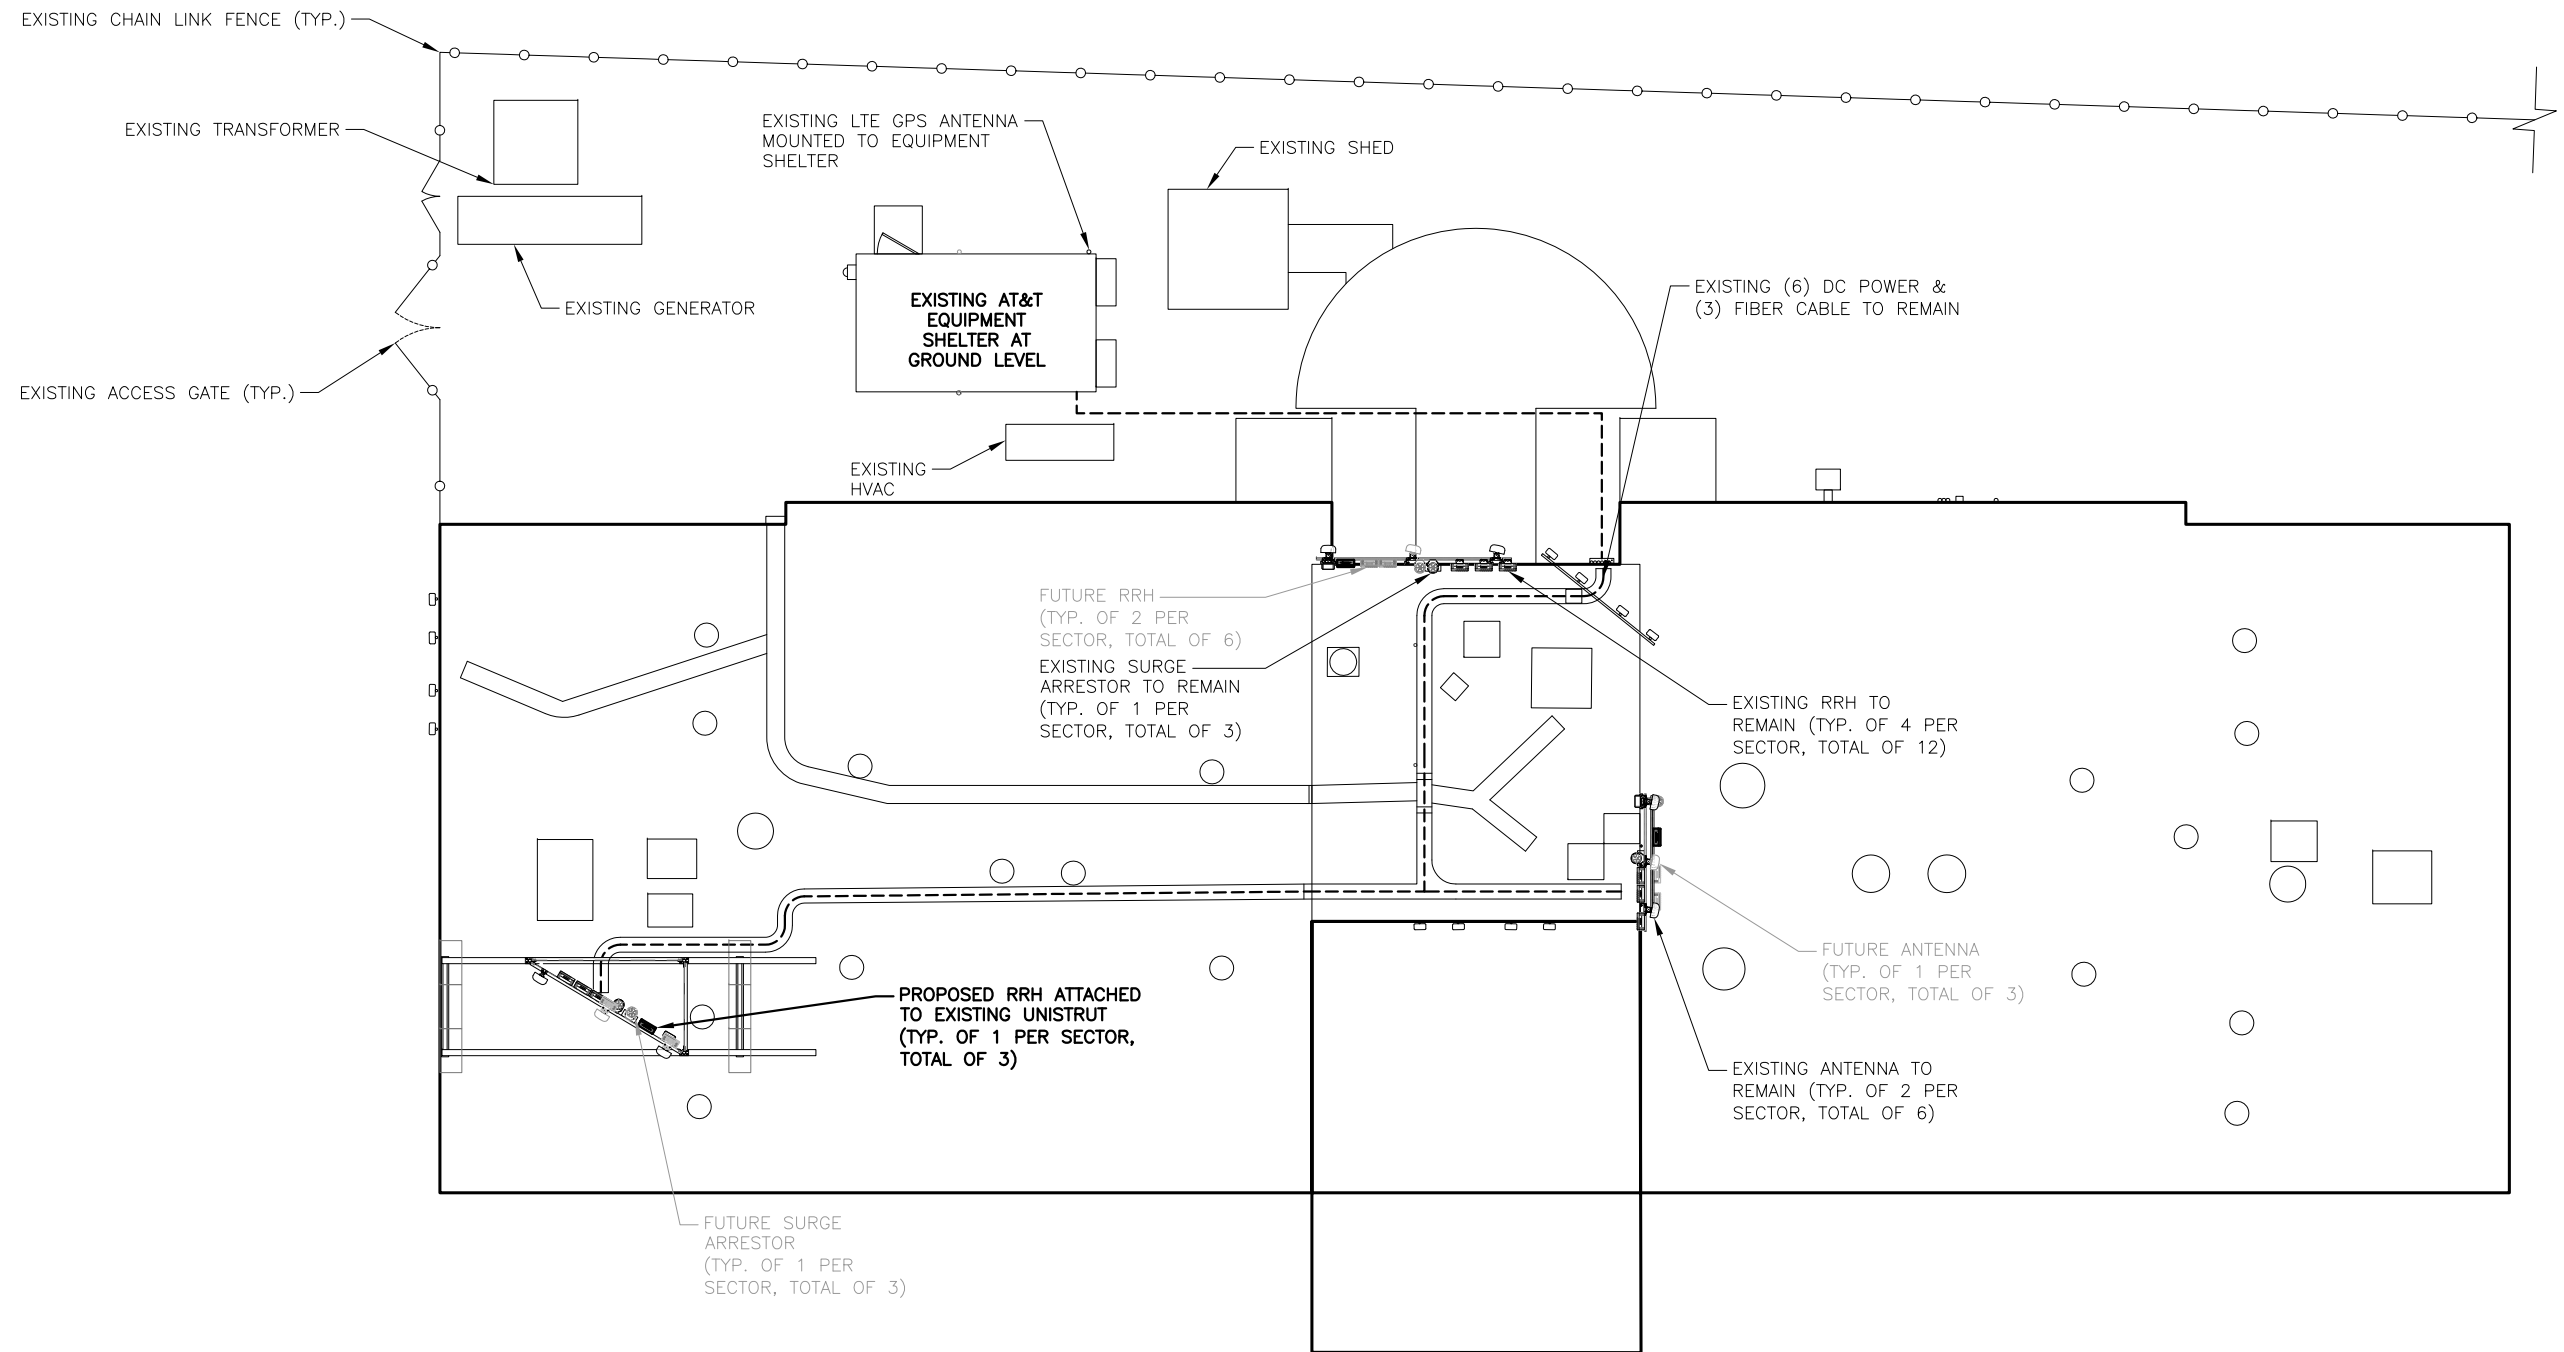 EXISTING CHAIN LINK FENCE (TYP.)
EXISTING TRANSFORMER
EXISTING LTE GPS ANTENNA
MOUNTED TO EQUIPMENT
SHELTER
EXISTING SHED
EXISTING GENERATOR
EXISTING AT&T
EQUIPMENT
SHELTER AT
GROUND LEVEL
EXISTING (6) DC POWER &
(3) FIBER CABLE TO REMAIN
EXISTING ACCESS GATE (TYP.)
EXISTING
HVAC
FUTURE RRH
(TYP. OF 2 PER
SECTOR, TOTAL OF 6)
EXISTING SURGE
ARRESTOR TO REMAIN
(TYP. OF 1 PER
SECTOR, TOTAL OF 3)
EXISTING RRH TO
REMAIN (TYP. OF 4 PER
SECTOR, TOTAL OF 12)
FUTURE ANTENNA
(TYP. OF 1 PER
SECTOR, TOTAL OF 3)
PROPOSED RRH ATTACHED
TO EXISTING UNISTRUT
(TYP. OF 1 PER SECTOR,
TOTAL OF 3)
EXISTING ANTENNA TO
REMAIN (TYP. OF 2 PER
SECTOR, TOTAL OF 6)
FUTURE SURGE
ARRESTOR
(TYP. OF 1 PER
SECTOR, TOTAL OF 3)